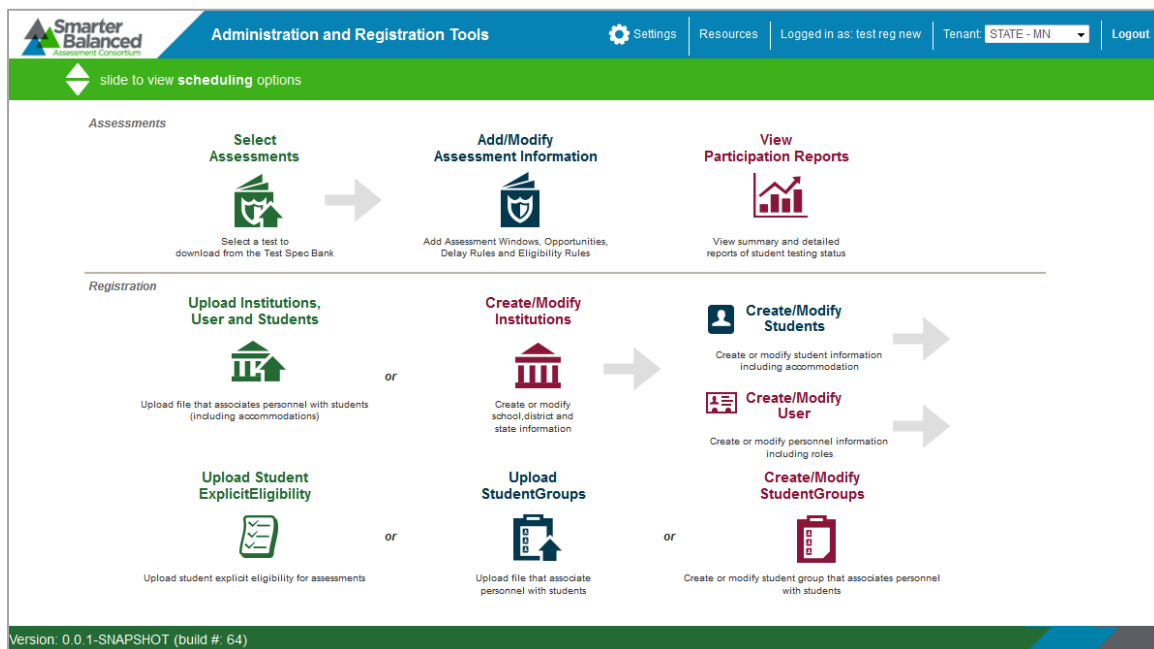 Smarter
Balanced
Assessment Consortium
Administration and Registration Tools
Settings
Resources
Logged in as: test reg new
Tenant: STATE - MN
Logout
slide to view scheduling options
Assessments
Select
Assessments
Select a test to
download from the Test Spec Bank
Add/Modify
Assessment Information
Add Assessment Windows, Opportunities,
Delay Rules and Eligibility Rules
View
Participation Reports
View summary and detailed
reports of student testing status
Registration
Upload Institutions,
User and Students
Upload file that associates personnel with students
(including accommodations)
or
Create/Modify
Institutions
Create or modify
school,district and
state information
Create/Modify
Students
Create or modify student information
including accommodation
Create/Modify
User
Create or modify personnel information
including roles
Upload Student
ExplicitEligibility
Upload student explicit eligibility for assessments
or
Upload
StudentGroups
Upload file that associate
personnel with students
or
Create/Modify
StudentGroups
Create or modify student group that associates personnel
with students
Version: 0.0.1-SNAPSHOT (build #: 64)